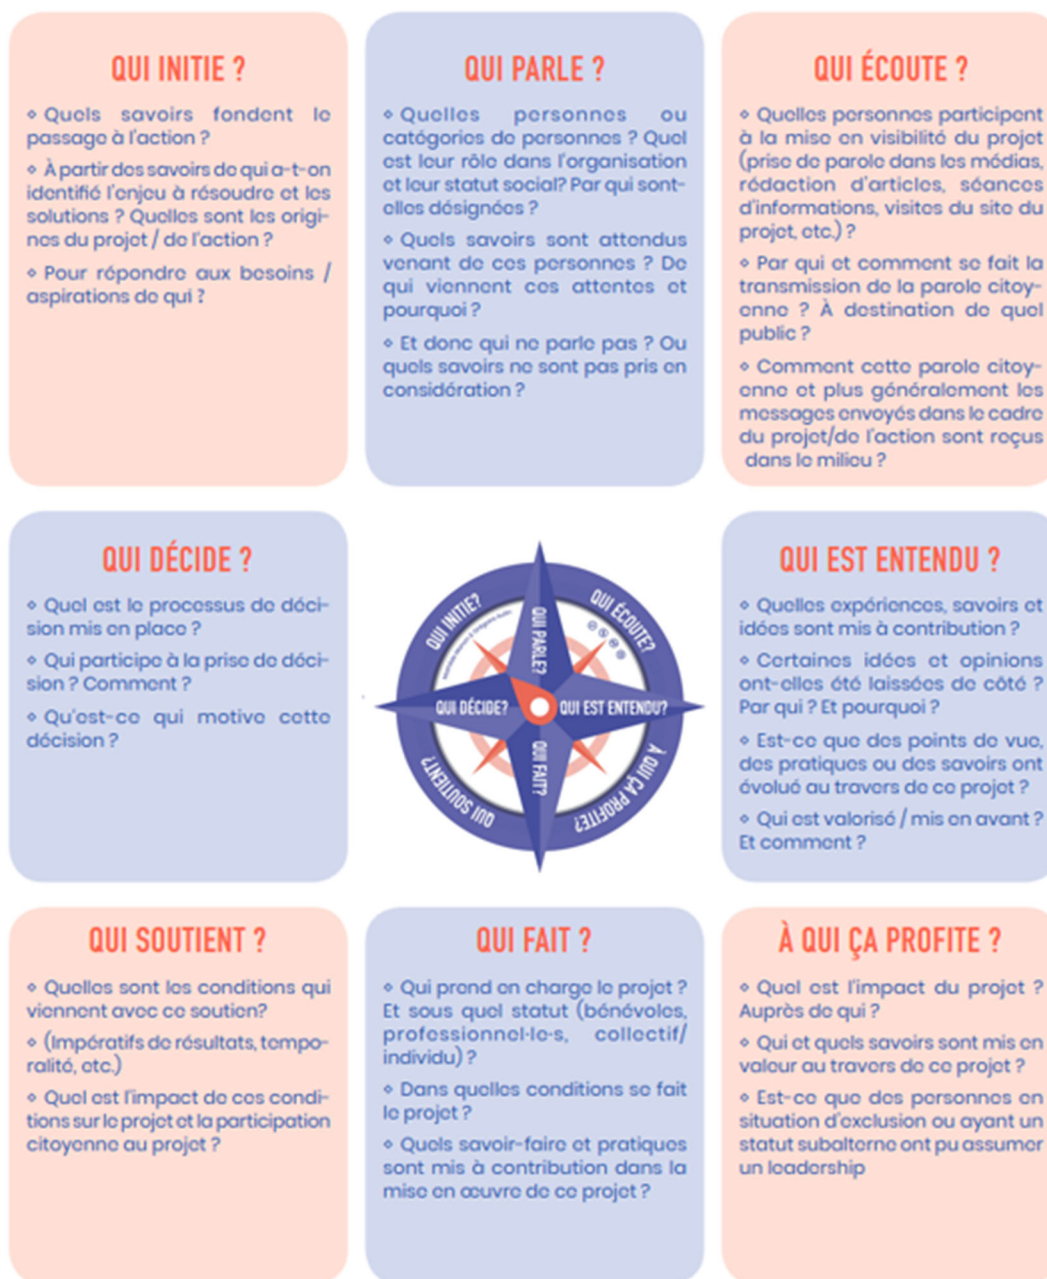 QUI INITIE ?
⋄ Quels savoirs fondent le
passage à l'action ?
⋄ À partir des savoirs de qui a-t-on
identifié l'enjeu à résoudre et les
solutions ? Quelles sont les origi-
nes du projet / de l'action ?
⋄ Pour répondre aux besoins /
aspirations de qui ?
QUI PARLE ?
⋄ Quelles personnes ou
catégories de personnes ? Quel
est leur rôle dans l'organisation
et leur statut social? Par qui sont-
elles désignées ?
⋄ Quels savoirs sont attendus
venant de ces personnes ? De
qui viennent ces attentes et
pourquoi ?
⋄ Et donc qui ne parle pas ? Ou
quels savoirs ne sont pas pris en
considération ?
QUI ÉCOUTE ?
⋄ Quelles personnes participent
à la mise en visibilité du projet
(prise de parole dans les médias,
rédaction d'articles, séances
d'informations, visites du site du
projet, etc.) ?
⋄ Par qui et comment se fait la
transmission de la parole citoy-
enne ? À destination de quel
public ?
⋄ Comment cette parole citoy-
enne et plus généralement les
messages envoyés dans le cadre
du projet/de l'action sont reçus
dans le milieu ?
QUI DÉCIDE ?
⋄ Quel est le processus de déci-
sion mis en place ?
⋄ Qui participe à la prise de déci-
sion ? Comment ?
⋄ Qu'est-ce qui motive cette
décision ?
QUI INITIE?
QUI PARLE?
QUI ÉCOUTE?
QUI DÉCIDE?
QUI EST ENTENDU?
QUI SOUTIENT?
QUI FAIT?
À QUI ÇA PROFITE?
QUI EST ENTENDU ?
⋄ Quelles expériences, savoirs et
idées sont mis à contribution ?
⋄ Certaines idées et opinions
ont-elles été laissées de côté ?
Par qui ? Et pourquoi ?
⋄ Est-ce que des points de vue,
des pratiques ou des savoirs ont
évolué au travers de ce projet ?
⋄ Qui est valorisé / mis en avant ?
Et comment ?
QUI SOUTIENT ?
⋄ Quelles sont les conditions qui
viennent avec ce soutien?
⋄ (Impératifs de résultats, tempo-
ralité, etc.)
⋄ Quel est l'impact de ces condi-
tions sur le projet et la participation
citoyenne au projet ?
QUI FAIT ?
⋄ Qui prend en charge le projet ?
Et sous quel statut (bénévoles,
professionnel·le·s, collectif/
individu) ?
⋄ Dans quelles conditions se fait
le projet ?
⋄ Quels savoir-faire et pratiques
sont mis à contribution dans la
mise en œuvre de ce projet ?
À QUI ÇA PROFITE ?
⋄ Quel est l'impact du projet ?
Auprès de qui ?
⋄ Qui et quels savoirs sont mis en
valeur au travers de ce projet ?
⋄ Est-ce que des personnes en
situation d'exclusion ou ayant un
statut subalterne ont pu assumer
un leadership